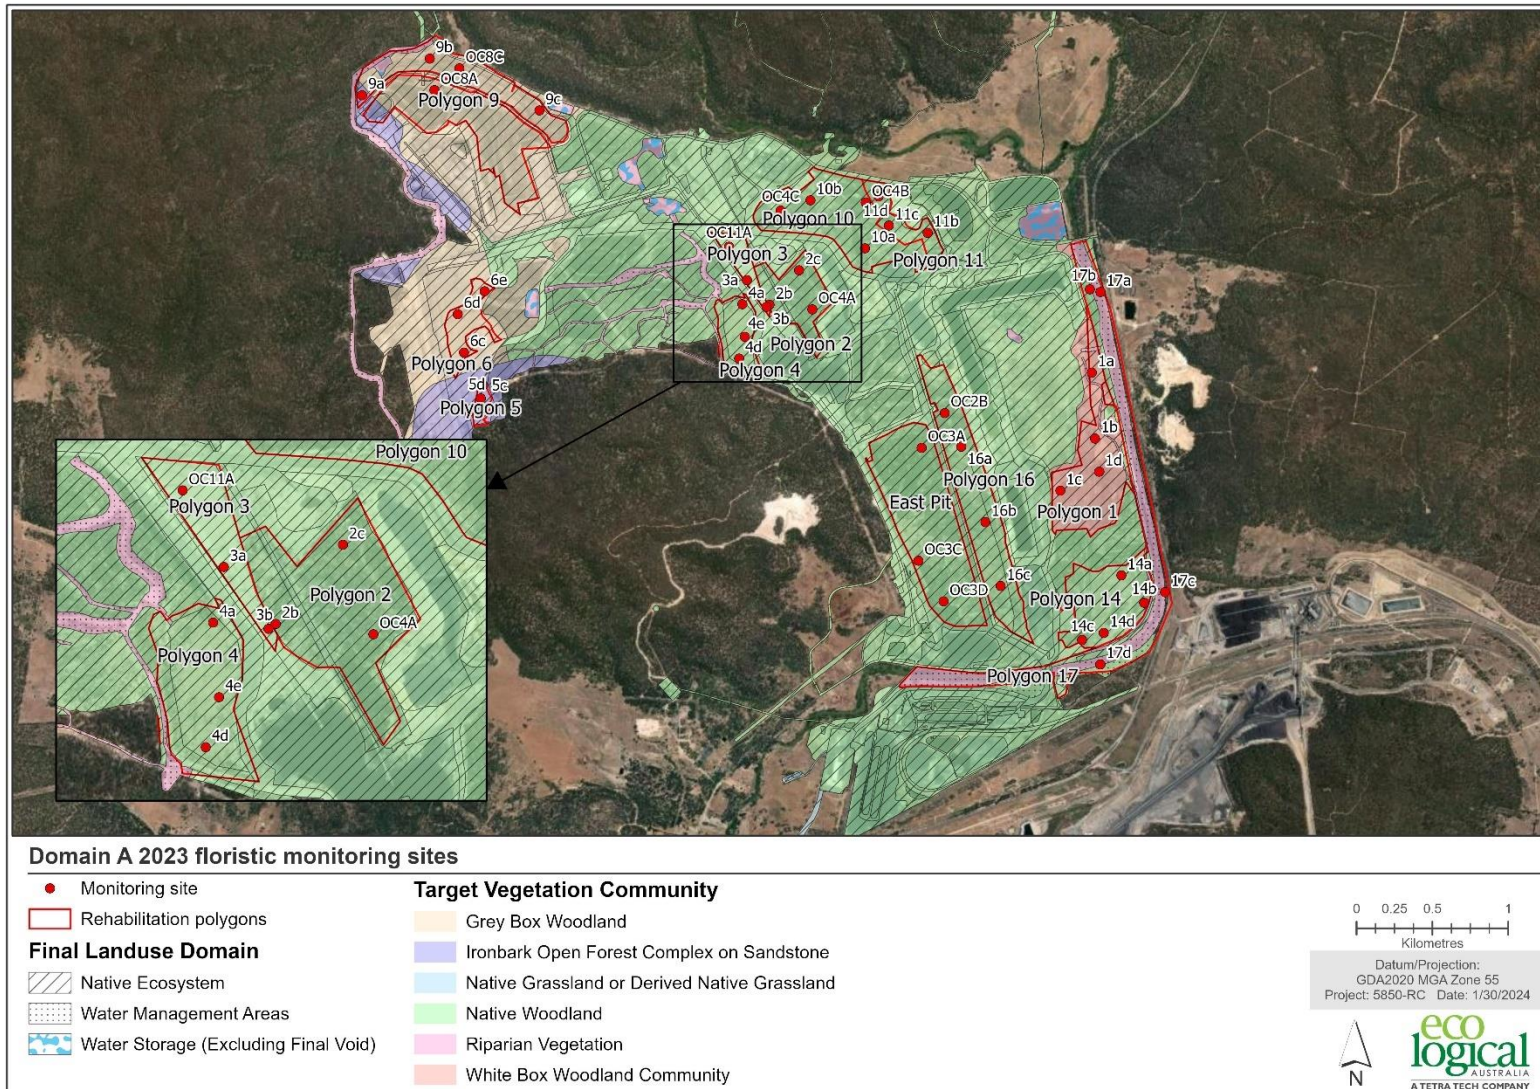 9b
OC8C
OC8A
9a
Polygon 9
9c
10b
OC4B
OC4C
11d
11c
11b
Polygon 10
10a
Polygon 11
OC11A
Polygon 3
2c
3a
4a
2b
OC4A
3b
4e
Polygon 2
4d
Polygon 4
17b
17a
6e
6d
6c
Polygon 6
5d
5c
Polygon 5
1a
OC2B
1b
OC3A
16a
1d
Polygon 16
1c
East Pit
Polygon 1
16b
OC3C
14a
16c
17c
OC3D
Polygon 14
14b
14c
14d
17d
Polygon 17
Polygon 10
OC11A
Polygon 3
2c
3a
Polygon 2
4a
3b
2b
OC4A
Polygon 4
4e
4d
Domain A 2023 floristic monitoring sites
Monitoring site
Rehabilitation polygons
Final Landuse Domain
Native Ecosystem
Water Management Areas
Water Storage (Excluding Final Void)
Target Vegetation Community
Grey Box Woodland
Ironbark Open Forest Complex on Sandstone
Native Grassland or Derived Native Grassland
Native Woodland
Riparian Vegetation
White Box Woodland Community
0 0.25 0.5 1
Kilometres
Datum/Projection:
GDA2020 MGA Zone 55
Project: 5850-RC Date: 1/30/2024
N
eco
logical
AUSTRALIA
A TETRA TECH COMPANY